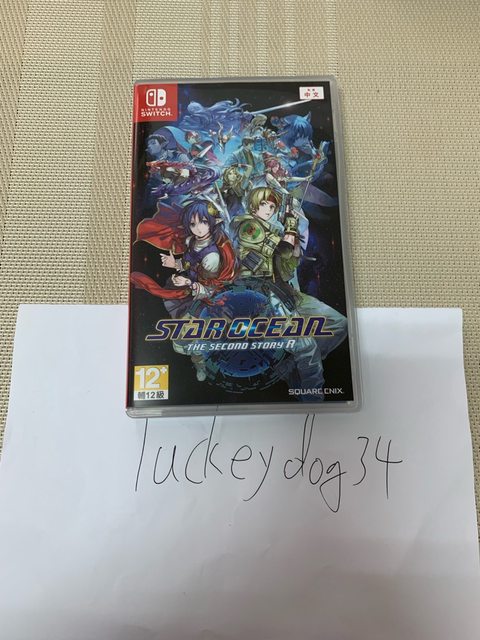 NINTENDO
SWITCH
中文
STAR OCEAN
THE SECOND STORY R
12+
輔12級
SQUARE ENIX
luckeydog34